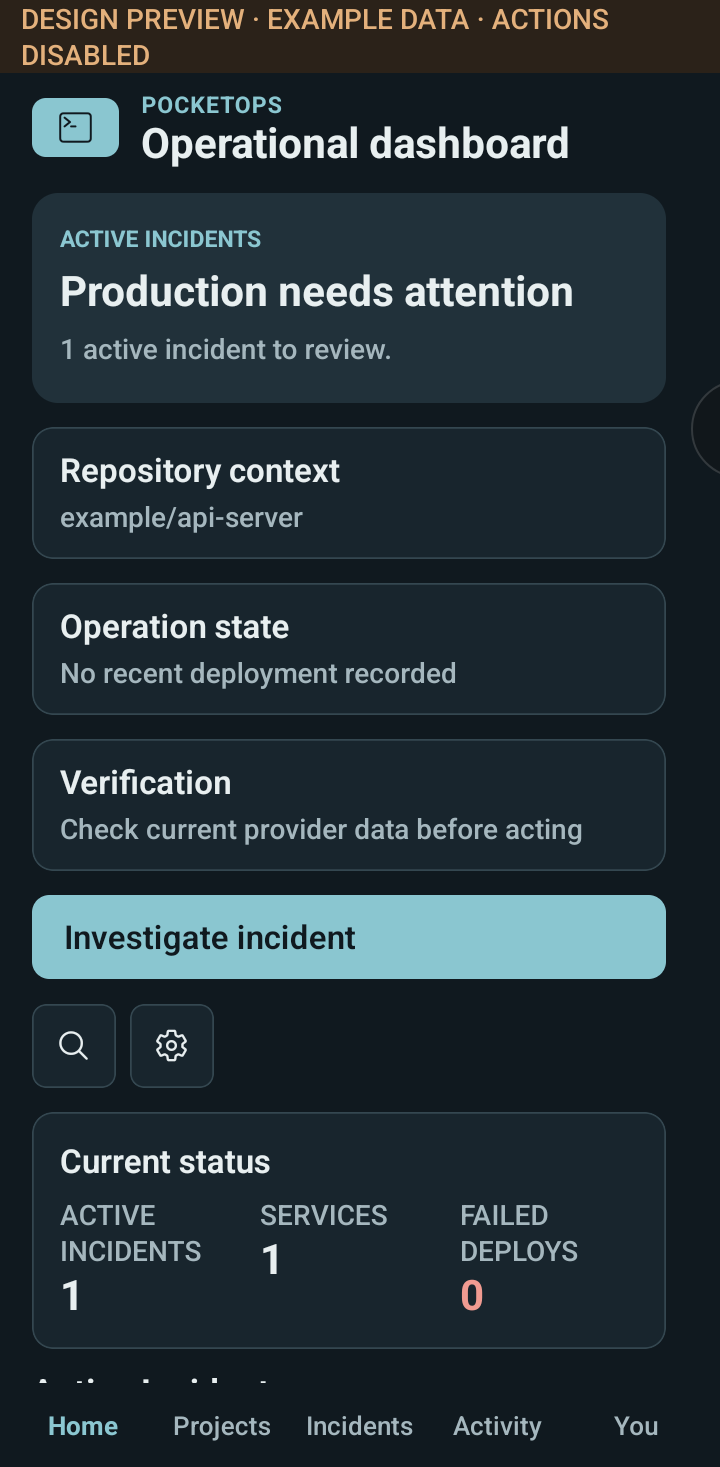 DESIGN PREVIEW · EXAMPLE DATA · ACTIONS
DISABLED
POCKETOPS
Operational dashboard
ACTIVE INCIDENTS
Production needs attention
1 active incident to review.
Repository context
example/api-server
Operation state
No recent deployment recorded
Verification
Check current provider data before acting
Investigate incident
Current status
ACTIVE INCIDENTS
1
SERVICES
1
FAILED DEPLOYS
0
Home
Projects
Incidents
Activity
You